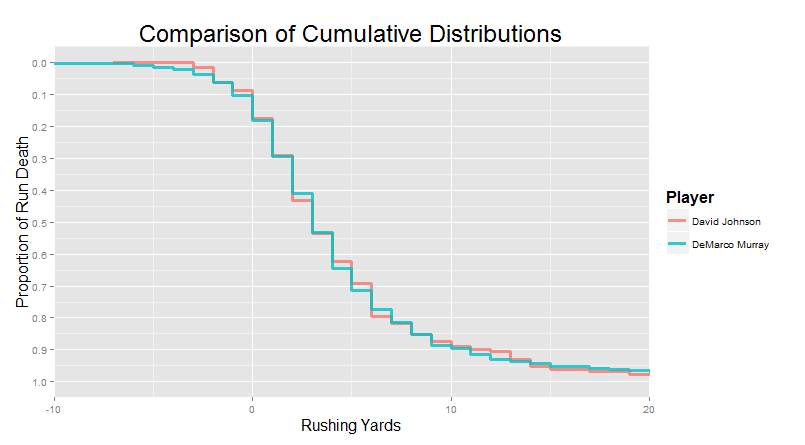 Comparison of Cumulative Distributions
Proportion of Run Death
0.0
0.1
0.2
0.3
0.4
0.5
0.6
0.7
0.8
0.9
1.0
-10
0
10
20
Rushing Yards
Player
David Johnson
DeMarco Murray